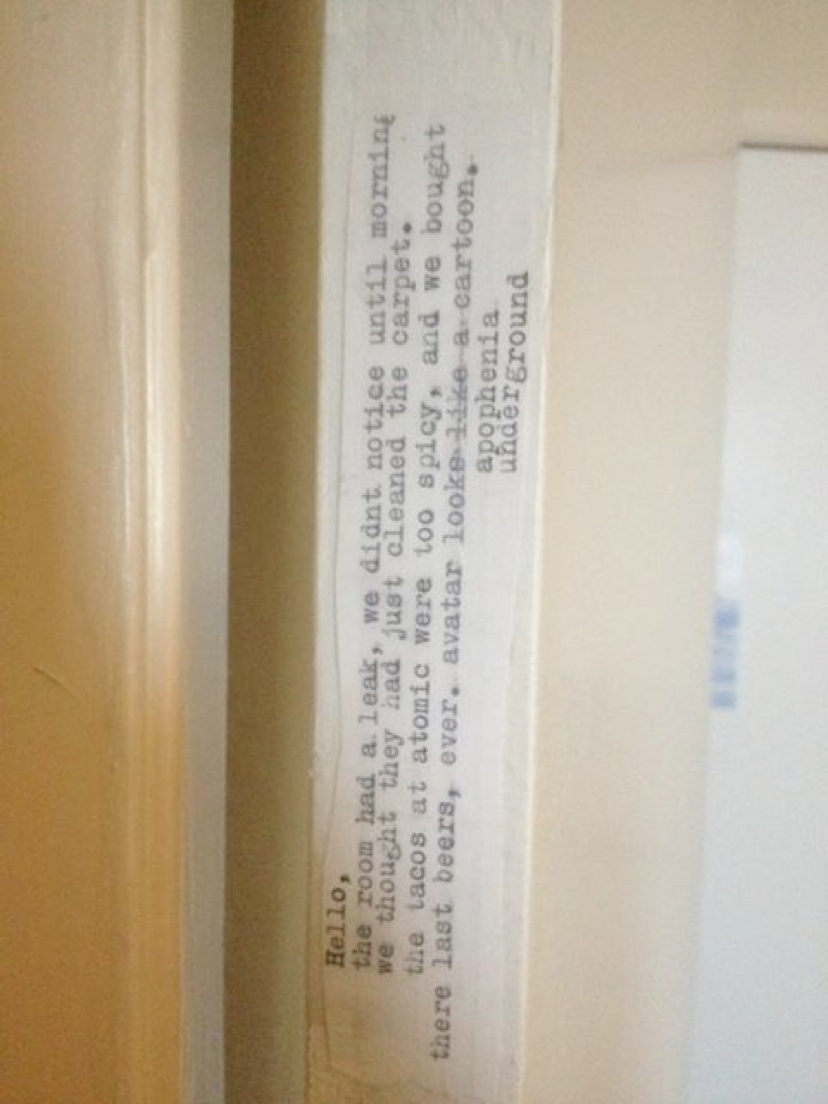 Hello,
the room had a leak, we didnt notice until morning
we thought they had just cleaned the carpet.
the tacos at atomic were too spicy, and we bought
there last beers, ever. avatar looks like a cartoon.
apophenia
underground